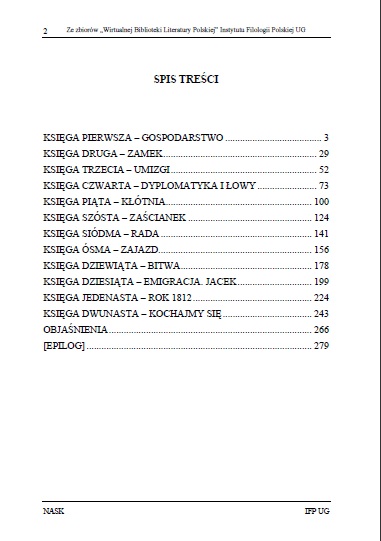 2 Ze zbiorów „Wirtualnej Biblioteki Literatury Polskiej" Instytutu Filologii Polskiej UG
SPIS TREŚCI
KSIĘGA PIERWSZA – GOSPODARSTWO ........................................ 3
KSIĘGA DRUGA – ZAMEK ........................................ 29
KSIĘGA TRZECIA – UMIZGI ........................................ 52
KSIĘGA CZWARTA – DYPLOMATYKA I ŁOWY ........................................ 73
KSIĘGA PIĄTA – KŁÓTNIA ........................................ 100
KSIĘGA SZÓSTA – ZAŚCIANEK ........................................ 124
KSIĘGA SIÓDMA – RADA ........................................ 141
KSIĘGA ÓSMA – ZAJAZD ........................................ 156
KSIĘGA DZIEWIĄTA – BITWA ........................................ 178
KSIĘGA DZIESIĄTA – EMIGRACJA. JACEK ........................................ 199
KSIĘGA JEDENASTA – ROK 1812 ........................................ 224
KSIĘGA DWUNASTA – KOCHAJMY SIĘ ........................................ 243
OBJAŚNIENIA ........................................ 266
[EPILOG] ........................................ 279
NASK IFP UG